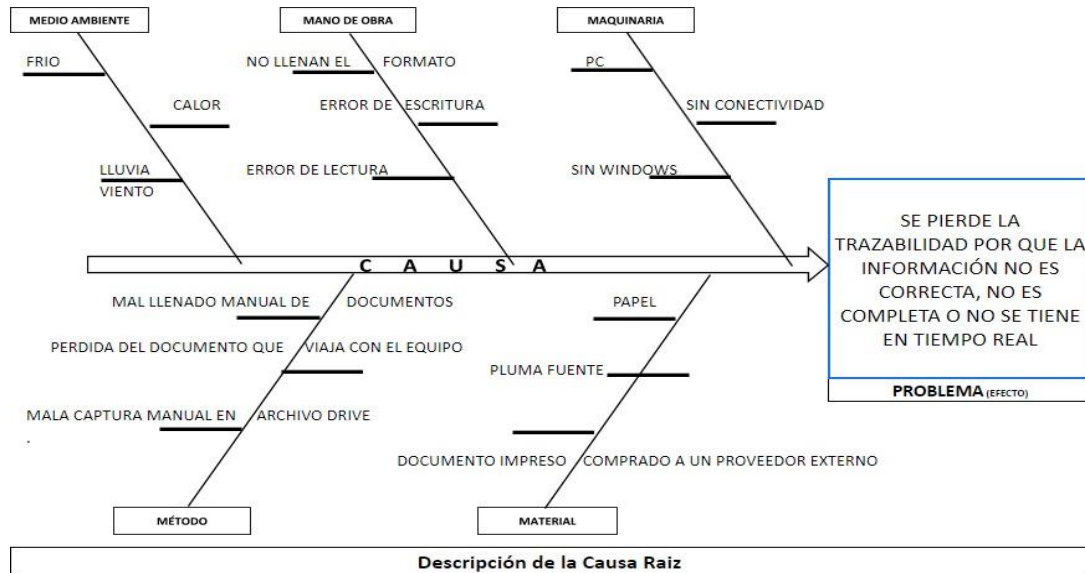 MEDIO AMBIENTE
MANO DE OBRA
MAQUINARIA
FRIO
NO LLENAN EL FORMATO
PC
CALOR
ERROR DE ESCRITURA
SIN CONECTIVIDAD
LLUVIA
VIENTO
ERROR DE LECTURA
SIN WINDOWS
SE PIERDE LA
TRAZABILIDAD POR QUE LA
INFORMACIÓN NO ES
CORRECTA, NO ES
COMPLETA O NO SE TIENE
EN TIEMPO REAL
PROBLEMA (EFECTO)
C A U S A
MAL LLENADO MANUAL DE DOCUMENTOS
PAPEL
PERDIDA DEL DOCUMENTO QUE VIAJA CON EL EQUIPO
PLUMA FUENTE
MALA CAPTURA MANUAL EN ARCHIVO DRIVE
.
DOCUMENTO IMPRESO COMPRADO A UN PROVEEDOR EXTERNO
MÉTODO
MATERIAL
Descripción de la Causa Raiz